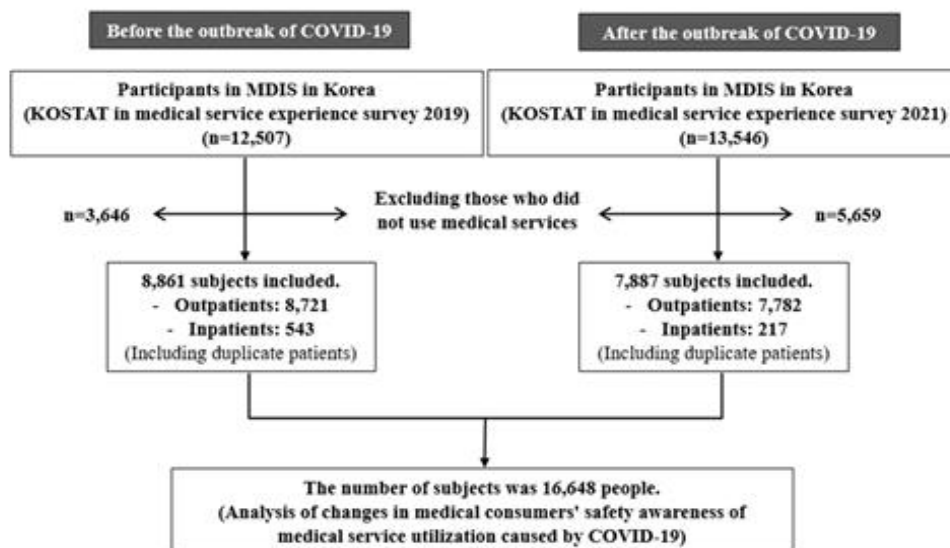 Before the outbreak of COVID-19
After the outbreak of COVID-19
Participants in MDIS in Korea
(KOSTAT in medical service experience survey 2019)
(n=12,507)
Participants in MDIS in Korea
(KOSTAT in medical service experience survey 2021)
(n=13,546)
n=3,646
Excluding those who did
not use medical services
n=5,659
8,861 subjects included.
- Outpatients: 8,721
- Inpatients: 543
(Including duplicate patients)
7,887 subjects included.
- Outpatients: 7,782
- Inpatients: 217
(Including duplicate patients)
The number of subjects was 16,648 people.
(Analysis of changes in medical consumers' safety awareness of
medical service utilization caused by COVID-19)